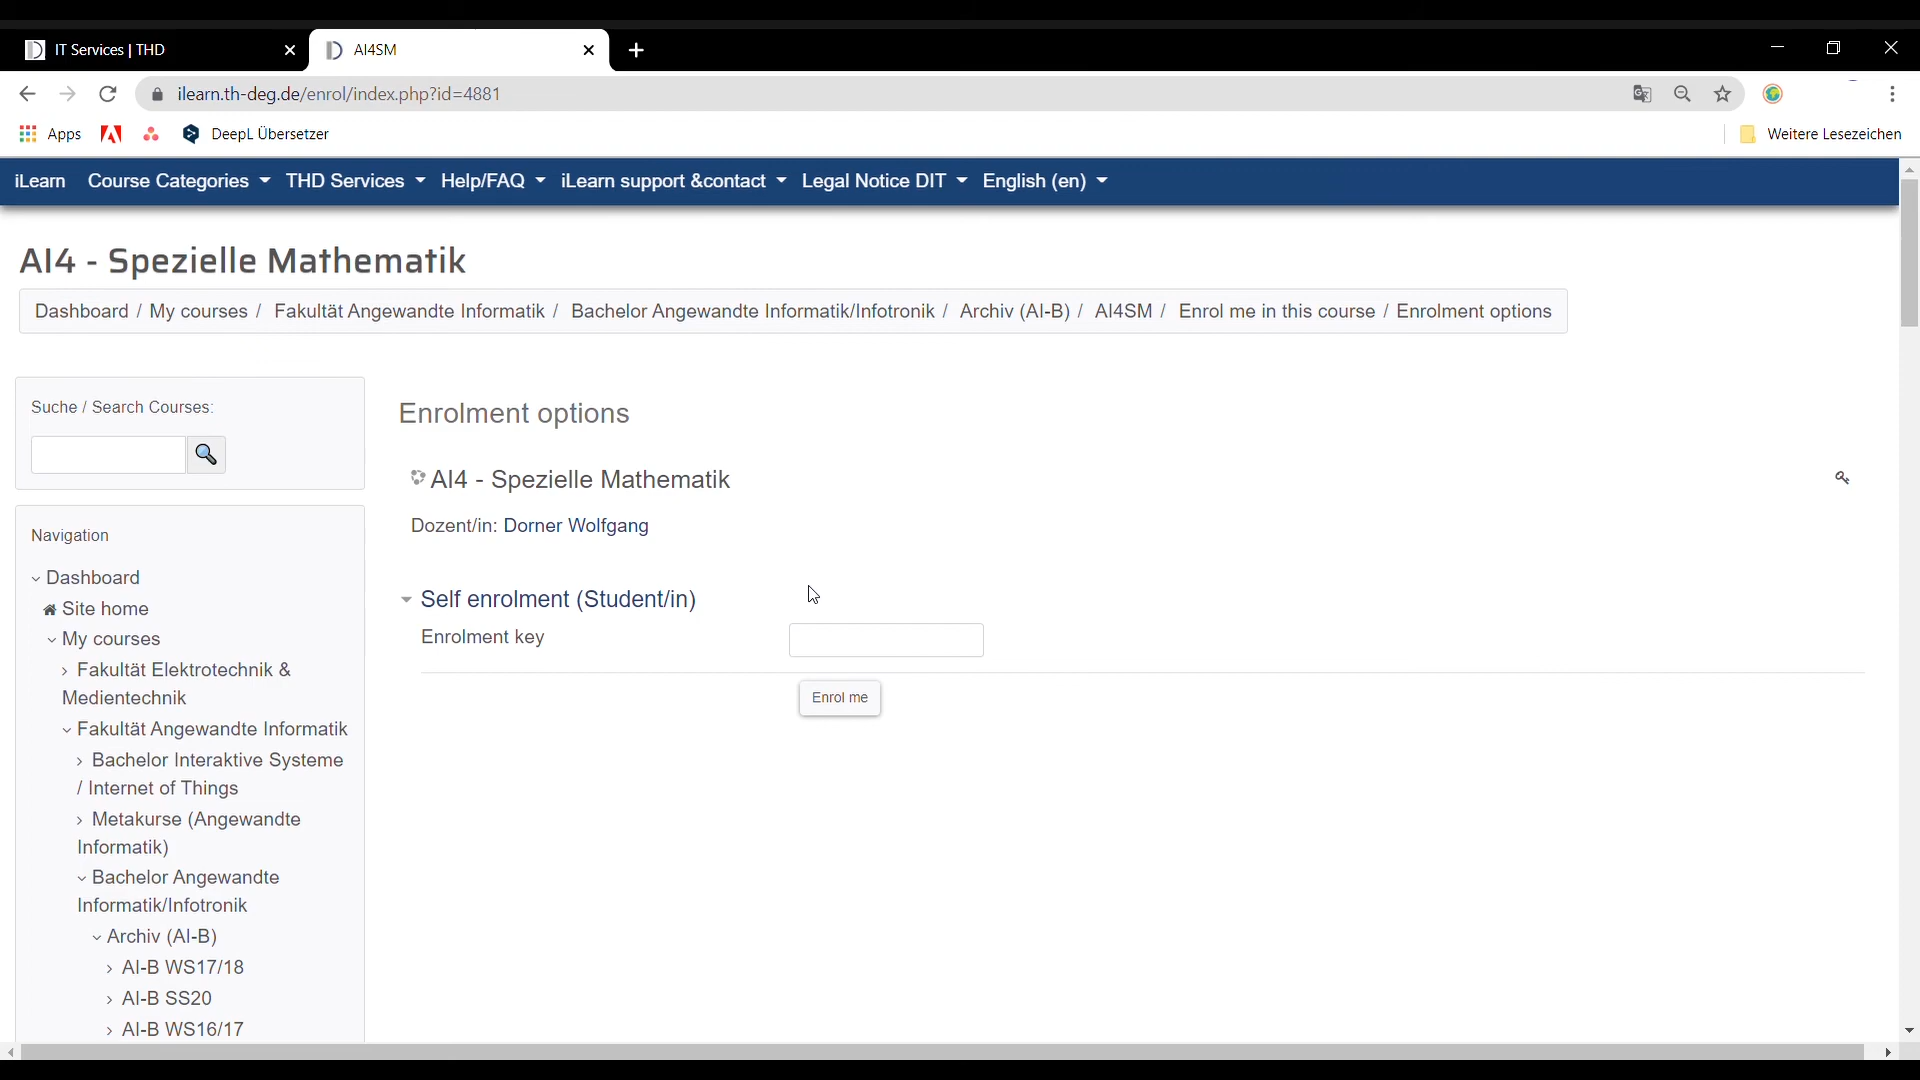 IT Services | THD
AI4SM
ilearn.th-deg.de/enrol/index.php?id=4881
Apps
DeepL Übersetzer
Weitere Lesezeichen
iLearn Course Categories THD Services Help/FAQ iLearn support &contact Legal Notice DIT English (en)
AI4 - Spezielle Mathematik
Dashboard / My courses / Fakultät Angewandte Informatik / Bachelor Angewandte Informatik/Infotronik / Archiv (AI-B) / AI4SM / Enrol me in this course / Enrolment options
Suche / Search Courses:
Navigation
Dashboard
Site home
My courses
Fakultät Elektrotechnik &
Medientechnik
Fakultät Angewandte Informatik
Bachelor Interaktive Systeme
/ Internet of Things
Metakurse (Angewandte
Informatik)
Bachelor Angewandte
Informatik/Infotronik
Archiv (AI-B)
AI-B WS17/18
AI-B SS20
AI-B WS16/17
Enrolment options
AI4 - Spezielle Mathematik
Dozent/in: Dorner Wolfgang
Self enrolment (Student/in)
Enrolment key
Enrol me